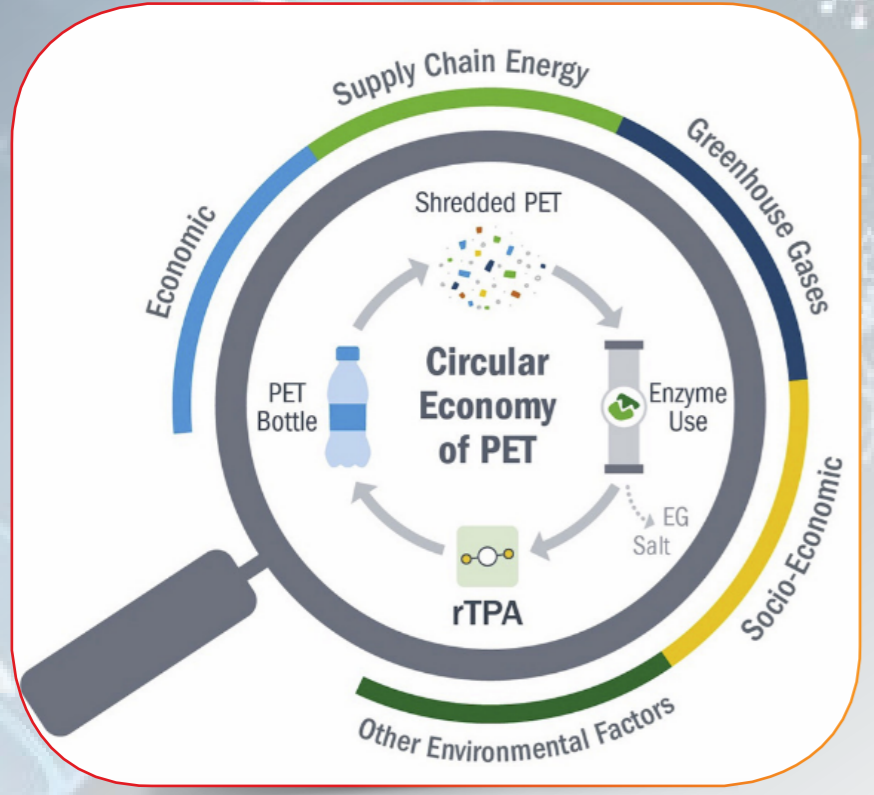 Supply Chain Energy
Greenhouse Gases
Economic
Shredded PET
Circular
Economy
of PET
PET
Bottle
Enzyme
Use
EG
Salt
rTPA
Socio-Economic
Other Environmental Factors